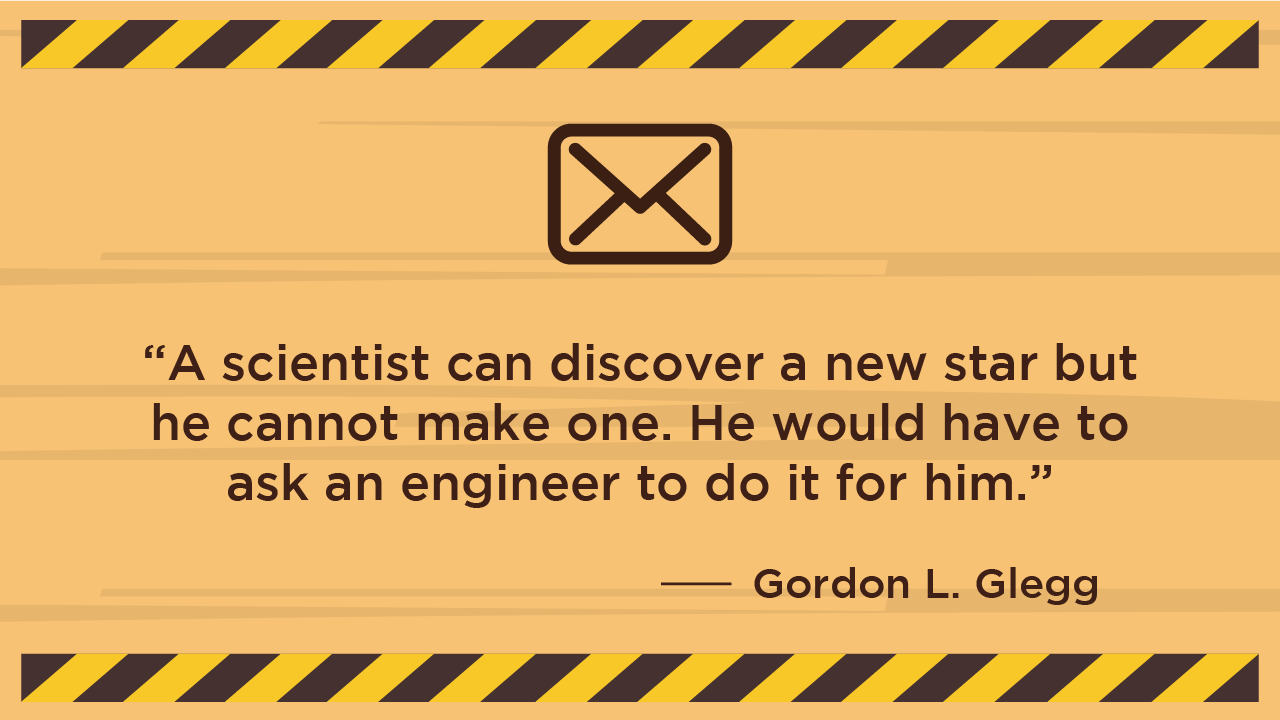 “A scientist can discover a new star but
he cannot make one. He would have to
ask an engineer to do it for him.”
—— Gordon L. Glegg